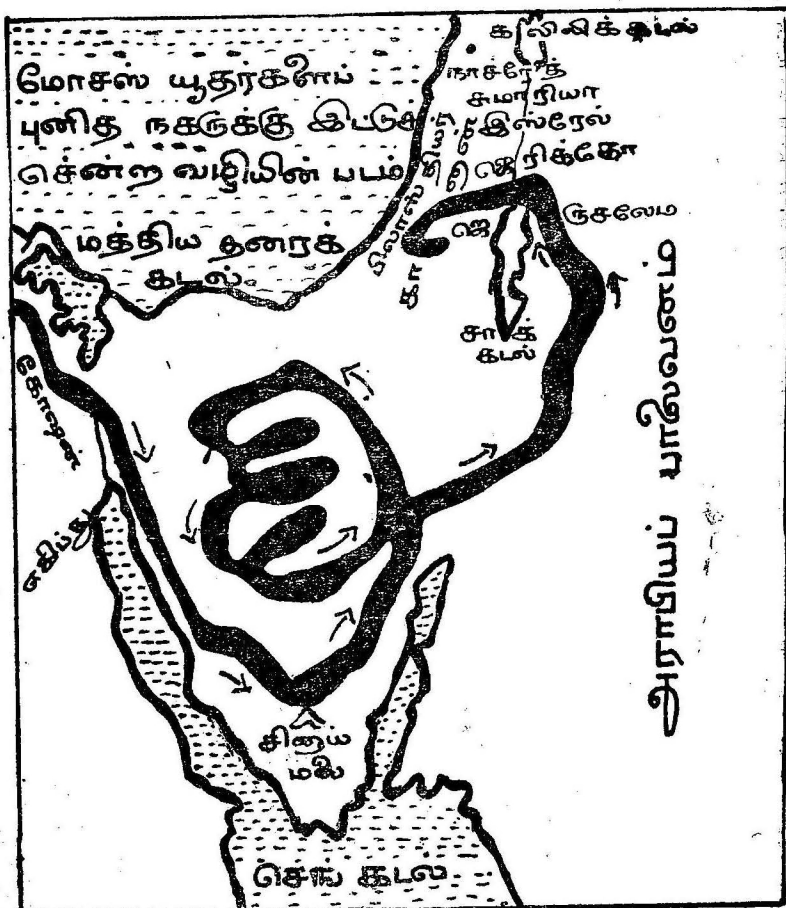 மோசஸ் யூதர்களைப்
புனித நகருக்கு இட்டுச்
சென்ற வழியின் படம்
மத்திய தரைக்
கடல்
கலிலிக் கடல்
நாசரேத்
சுமாரியா
இஸ்ரேல்
ஜெரிக்கோ
ஜெருசலேம
காஜா
சாக்
கடல்
கோஷன்
எகிப்து
சினாய்
மலை
செங் கடல்
அராபியப் பாலைவனம்